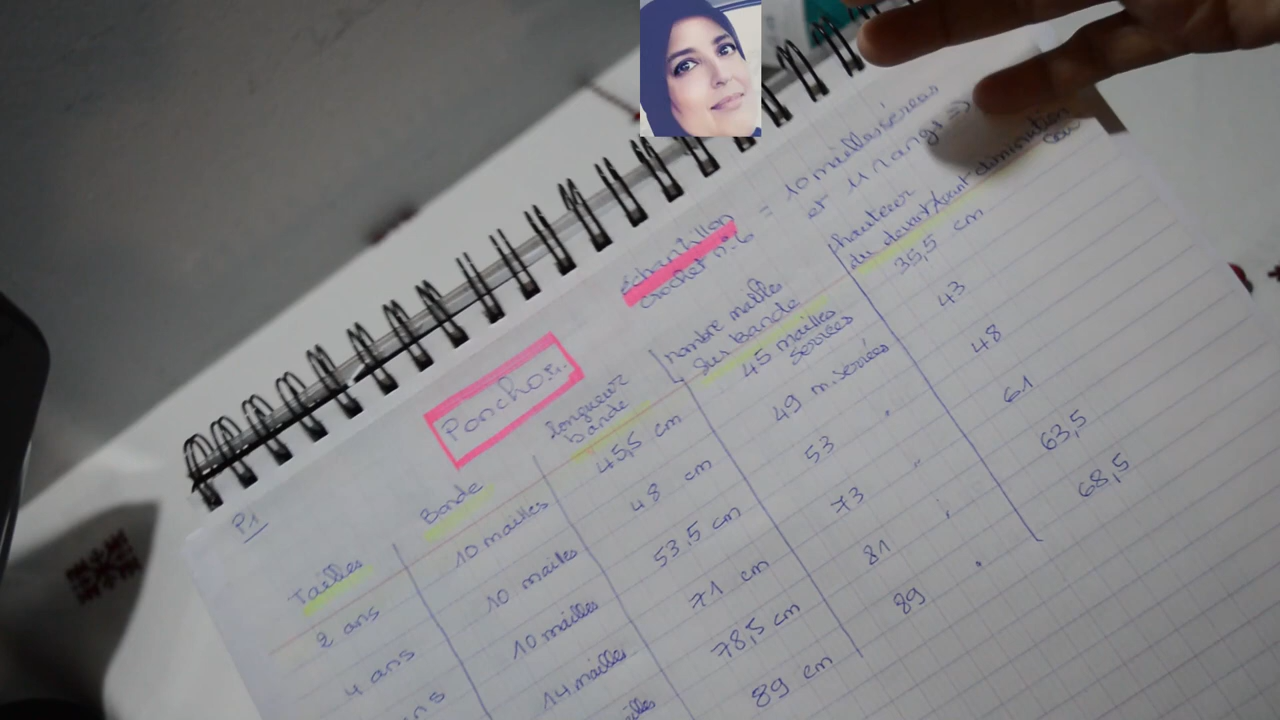 P1
Poncho
échantillon = 10 mailles serrées
crochet n°6 et 11 rangs =>
Tailles
Bande
longueur bande
nombre mailles
sur bande
hauteur
du devant avant diminution
cou
2 ans 10 mailles 45,5 cm 45 mailles serrées 35,5 cm
4 ans 10 mailles 48 cm 49 m. serrées 43
ans 10 mailles 53,5 cm 53 " 48
14 mailles 71 cm 73 " 61
78,5 cm 81 " 63,5
89 cm 89 " 68,5